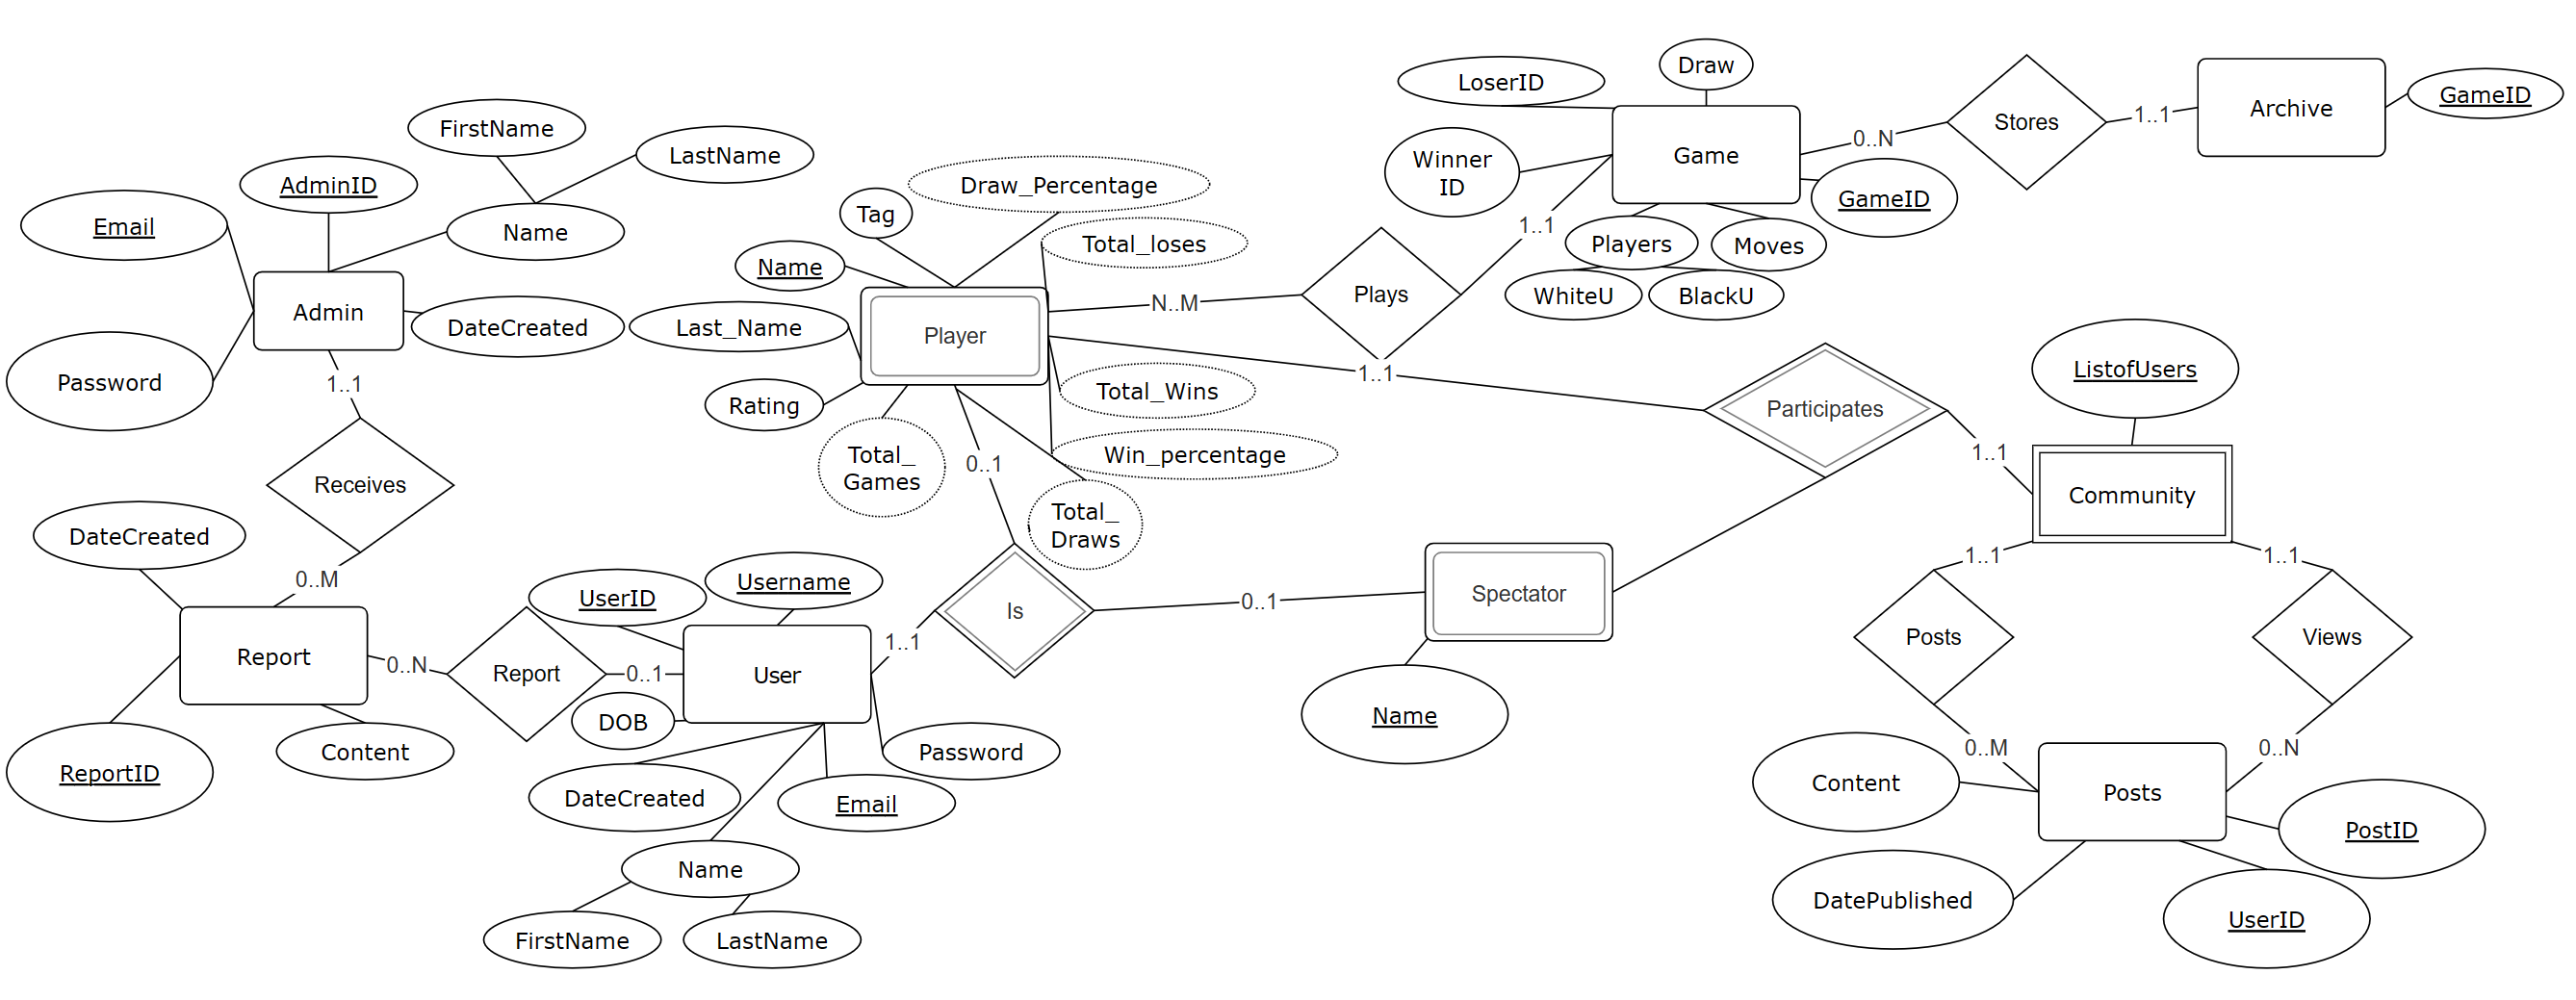 Draw
LoserID
Archive
GameID
Stores
1..1
0..N
Game
Winner
ID
GameID
1..1
Players
Moves
WhiteU
BlackU
FirstName
LastName
AdminID
Email
Name
Admin
DateCreated
Password
1..1
Receives
0..M
Draw_Percentage
Tag
Total_loses
Name
N..M
Plays
Last_Name
Player
1..1
Rating
Total_Wins
Total_
Games
0..1
Win_percentage
Total_
Draws
Participates
1..1
ListofUsers
Community
1..1
1..1
DateCreated
Report
0..N
Report
0..1
ReportID
Content
UserID
Username
User
1..1
Is
0..1
Spectator
Name
DOB
Password
DateCreated
Email
Name
FirstName
LastName
Posts
Views
0..M
0..N
Content
Posts
PostID
DatePublished
UserID